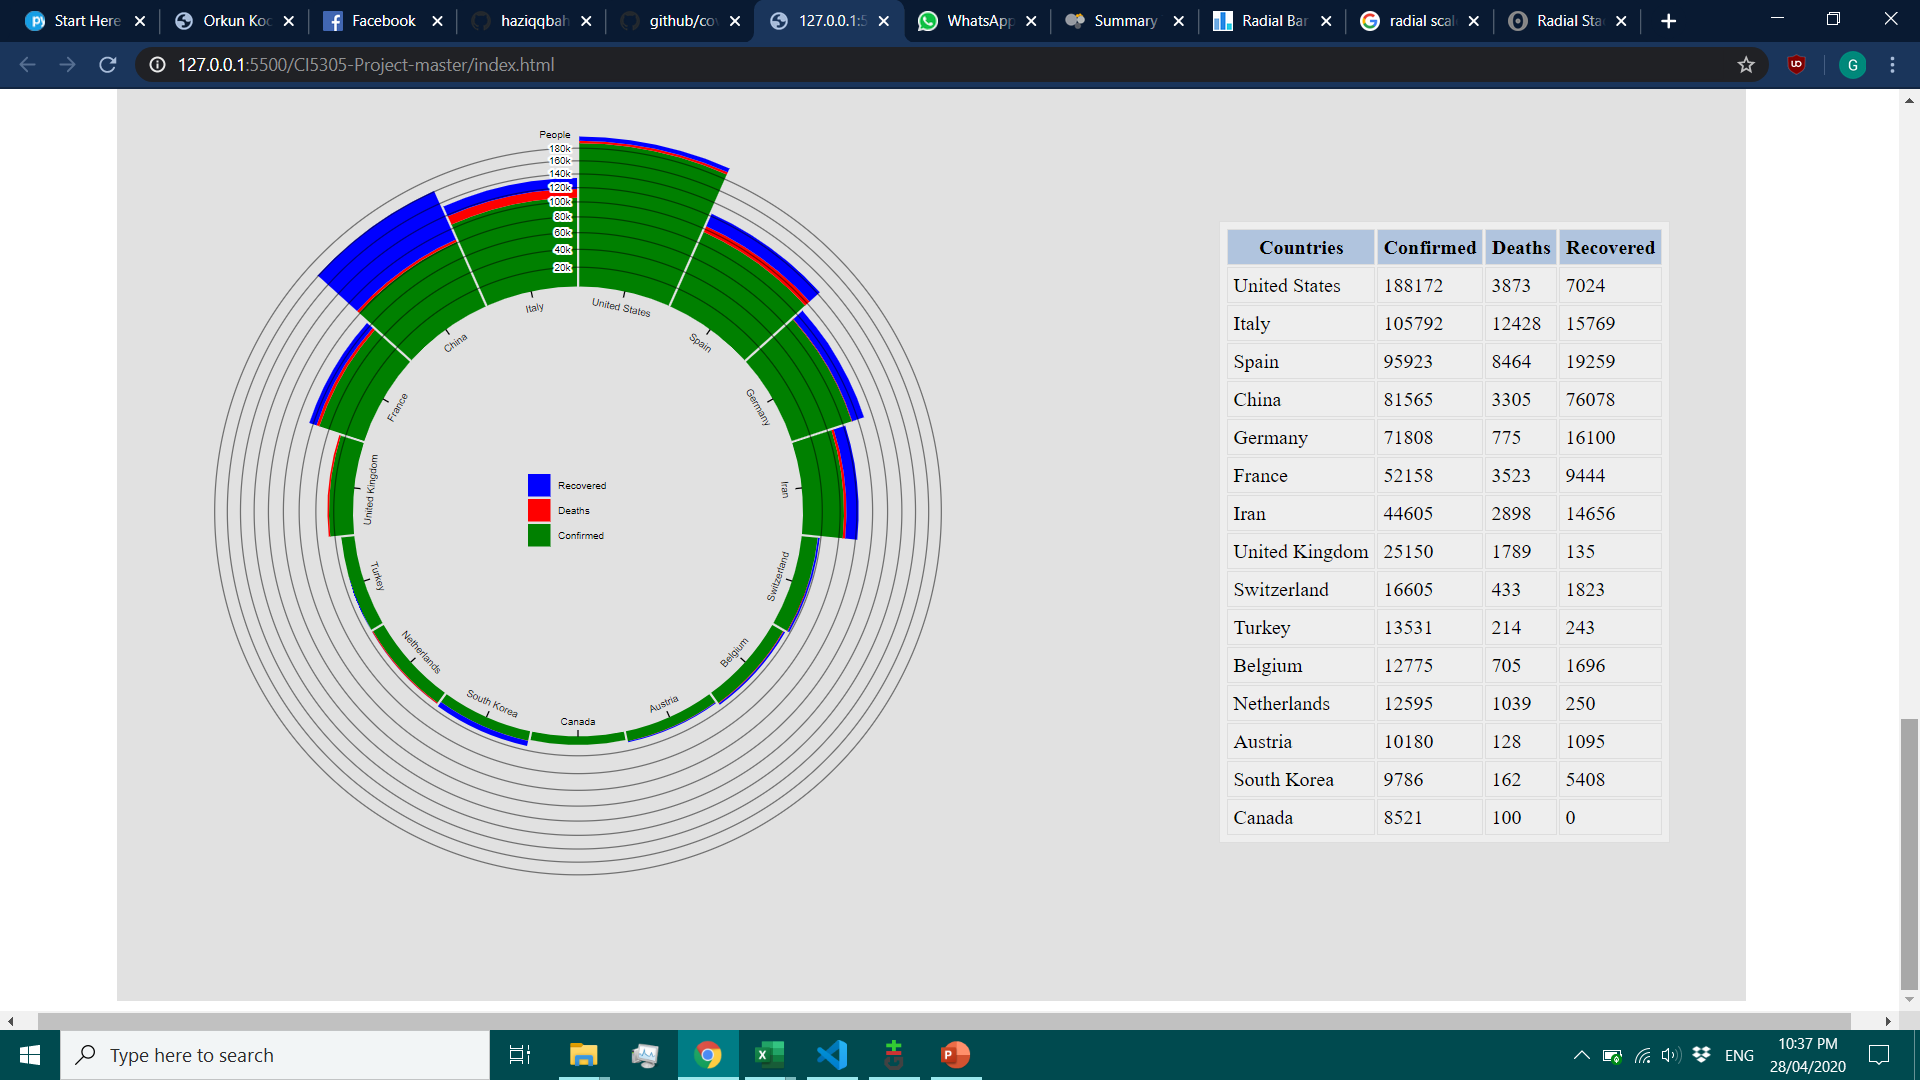 Start Here
Orkun Koc
Facebook
haziqqbah
github/cov
127.0.0.1:5
WhatsApp
Summary
Radial Bar
radial scal
Radial Sta
127.0.0.1:5500/CI5305-Project-master/index.html
G
People
180k
160k
140k
120k
100k
80k
60k
40k
20k
Italy
United States
China
Spain
France
Germany
United Kingdom
Iran
Turkey
Switzerland
Netherlands
Belgium
South Korea
Austria
Canada
Recovered
Deaths
Confirmed
Countries Confirmed Deaths Recovered
United States 188172 3873 7024
Italy 105792 12428 15769
Spain 95923 8464 19259
China 81565 3305 76078
Germany 71808 775 16100
France 52158 3523 9444
Iran 44605 2898 14656
United Kingdom 25150 1789 135
Switzerland 16605 433 1823
Turkey 13531 214 243
Belgium 12775 705 1696
Netherlands 12595 1039 250
Austria 10180 128 1095
South Korea 9786 162 5408
Canada 8521 100 0
Type here to search
ENG
10:37 PM
28/04/2020